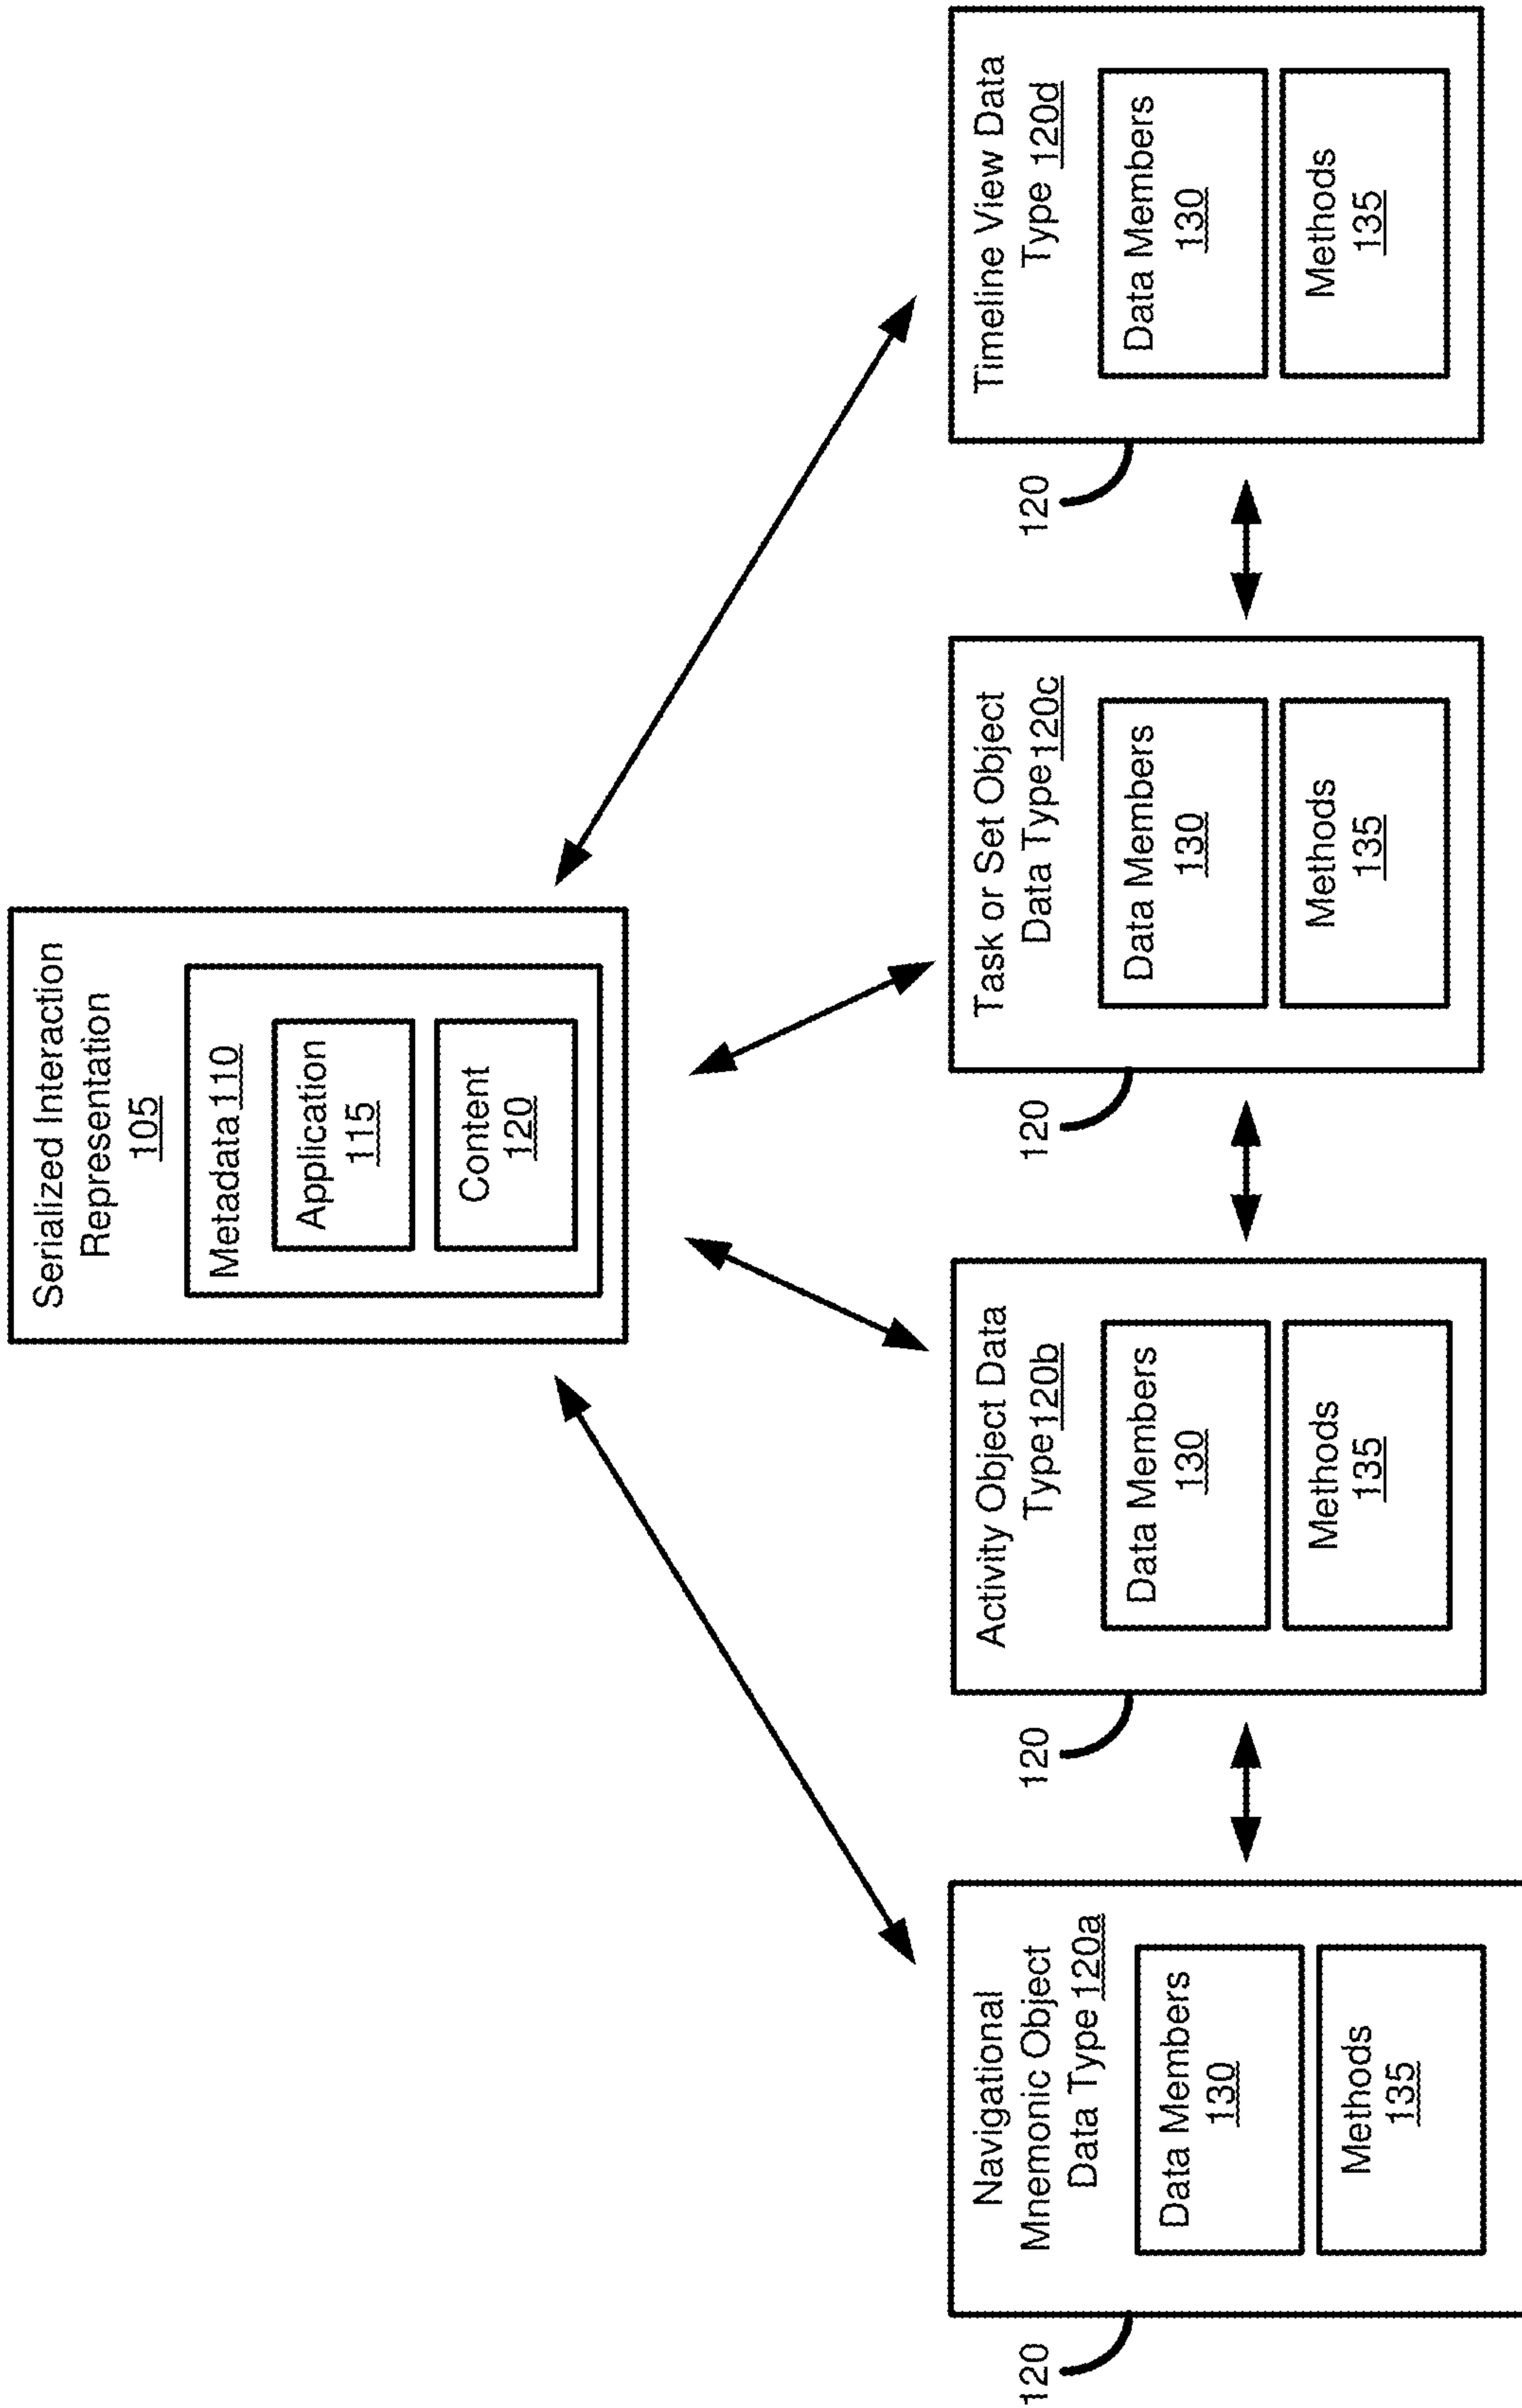 Serialized Interaction
Representation
105
Metadata 110
Application
115
Content
120
120
Navigational
Mnemonic Object
Data Type 120a
Data Members
130
Methods
135
120
Activity Object Data
Type 120b
Data Members
130
Methods
135
120
Task or Set Object
Data Type 120c
Data Members
130
Methods
135
120
Timeline View Data
Type 120d
Data Members
130
Methods
135